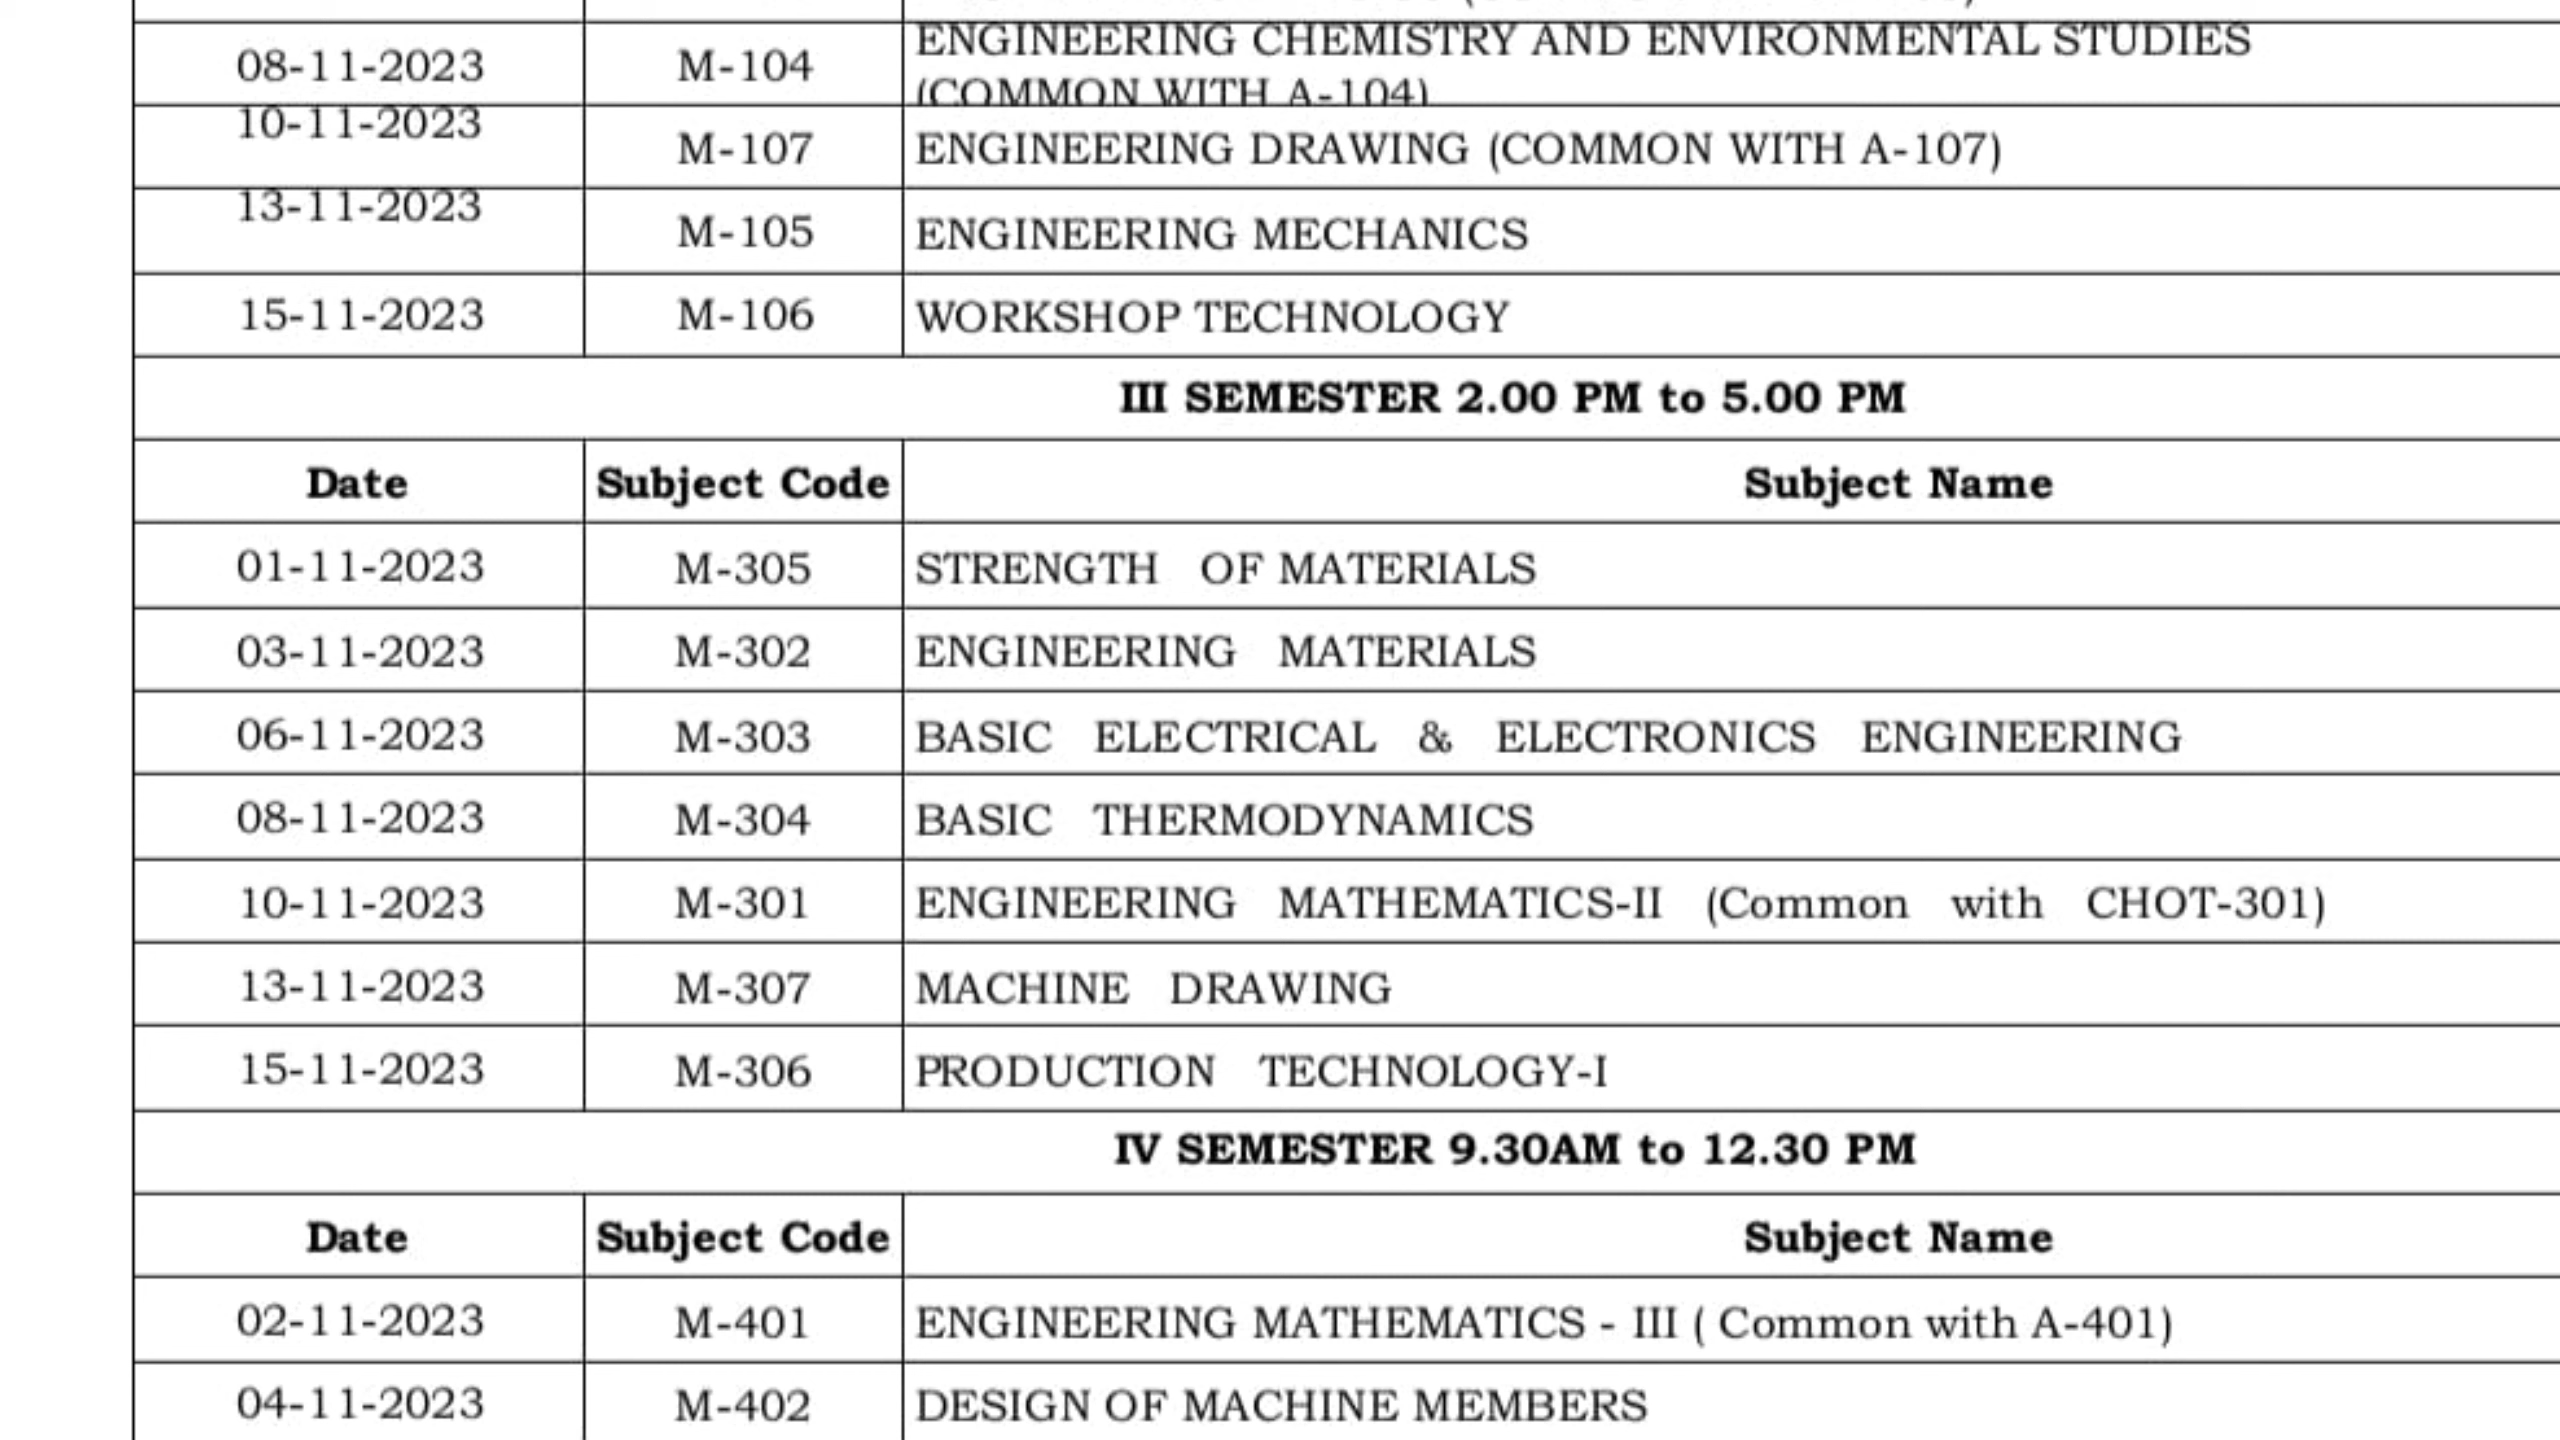 08-11-2023 M-104 ENGINEERING CHEMISTRY AND ENVIRONMENTAL STUDIES
(COMMON WITH A-104)
10-11-2023 M-107 ENGINEERING DRAWING (COMMON WITH A-107)
13-11-2023 M-105 ENGINEERING MECHANICS
15-11-2023 M-106 WORKSHOP TECHNOLOGY
III SEMESTER 2.00 PM to 5.00 PM
Date Subject Code Subject Name
01-11-2023 M-305 STRENGTH OF MATERIALS
03-11-2023 M-302 ENGINEERING MATERIALS
06-11-2023 M-303 BASIC ELECTRICAL & ELECTRONICS ENGINEERING
08-11-2023 M-304 BASIC THERMODYNAMICS
10-11-2023 M-301 ENGINEERING MATHEMATICS-II (Common with CHOT-301)
13-11-2023 M-307 MACHINE DRAWING
15-11-2023 M-306 PRODUCTION TECHNOLOGY-I
IV SEMESTER 9.30AM to 12.30 PM
Date Subject Code Subject Name
02-11-2023 M-401 ENGINEERING MATHEMATICS - III ( Common with A-401)
04-11-2023 M-402 DESIGN OF MACHINE MEMBERS